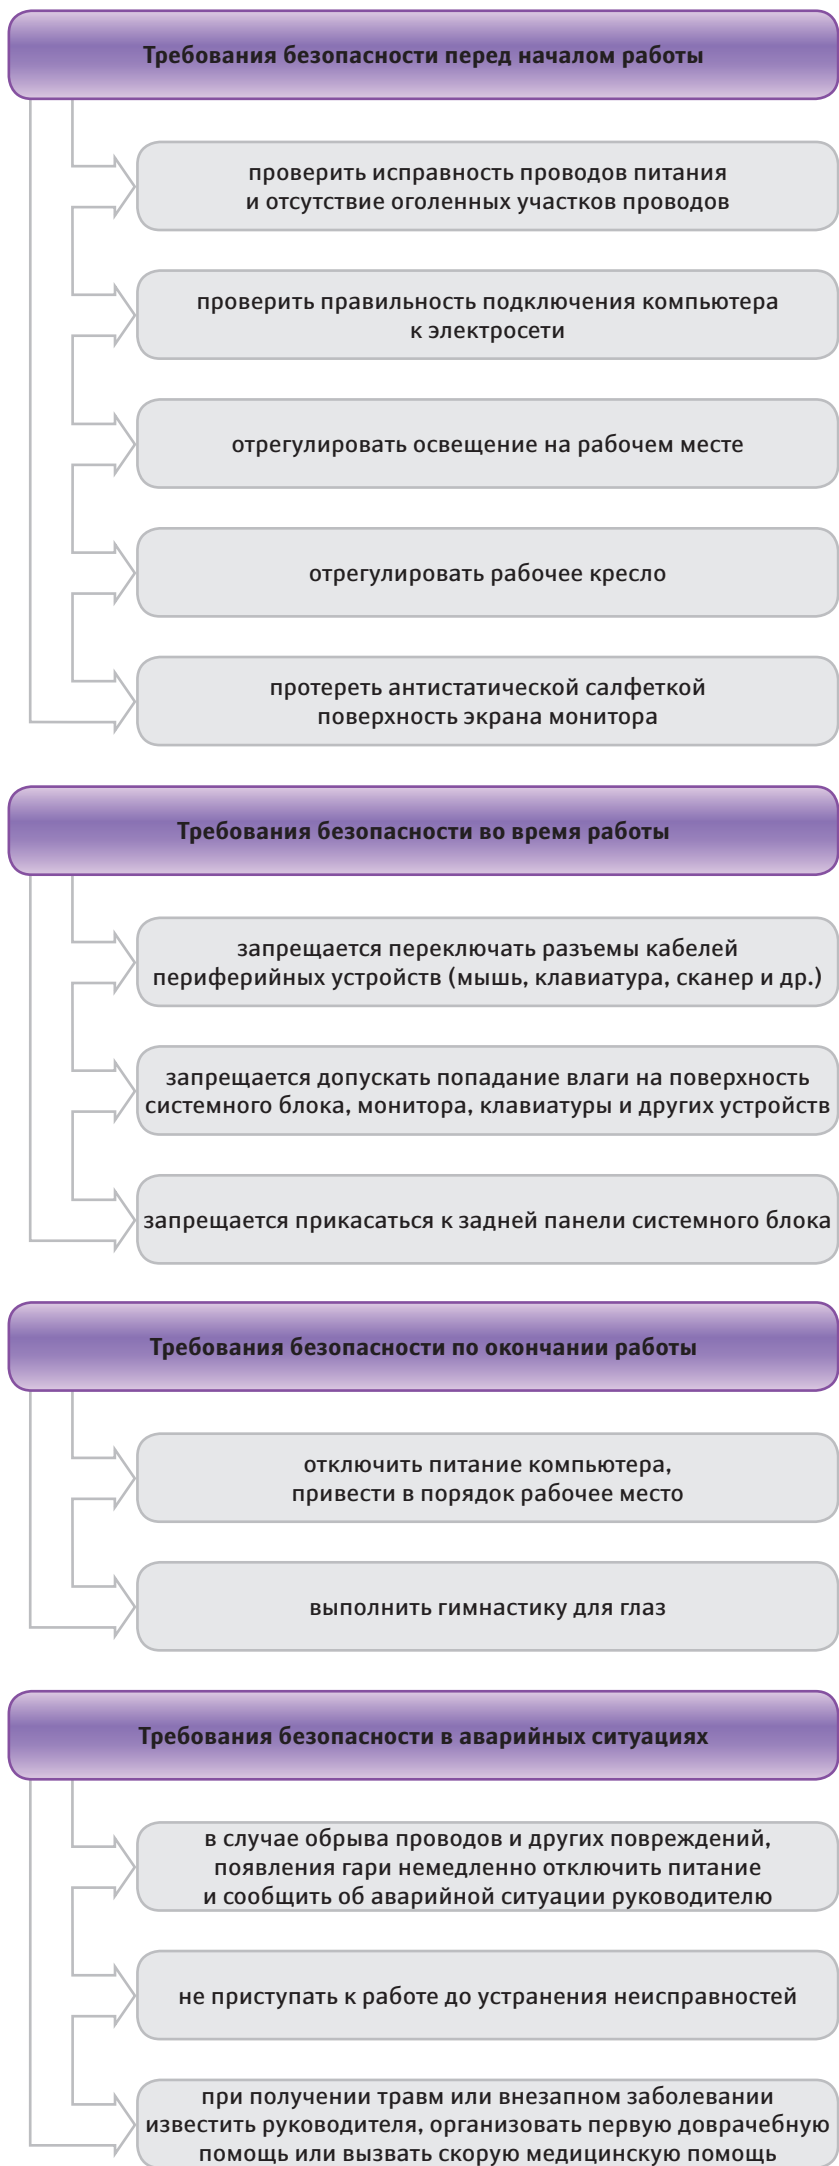 Требования безопасности перед началом работы
проверить исправность проводов питания
и отсутствие оголенных участков проводов
проверить правильность подключения компьютера
к электросети
отрегулировать освещение на рабочем месте
отрегулировать рабочее кресло
протереть антистатической салфеткой
поверхность экрана монитора
Требования безопасности во время работы
запрещается переключать разъемы кабелей
периферийных устройств (мышь, клавиатура, сканер и др.)
запрещается допускать попадание влаги на поверхность
системного блока, монитора, клавиатуры и других устройств
запрещается прикасаться к задней панели системного блока
Требования безопасности по окончании работы
отключить питание компьютера,
привести в порядок рабочее место
выполнить гимнастику для глаз
Требования безопасности в аварийных ситуациях
в случае обрыва проводов и других повреждений,
появления гари немедленно отключить питание
и сообщить об аварийной ситуации руководителю
не приступать к работе до устранения неисправностей
при получении травм или внезапном заболевании
известить руководителя, организовать первую доврачебную
помощь или вызвать скорую медицинскую помощь